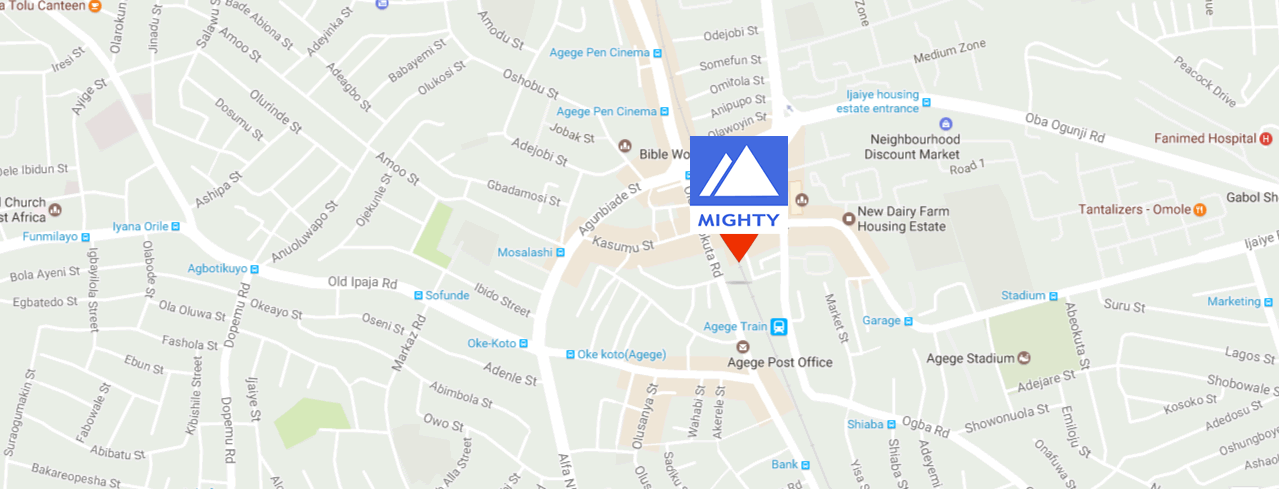 a Tolu Canteen
Olarokun
Jinadu St
Salawu S
Bade Abiona St
Adeyinka St
Amoo St
Iresi St
Ayige St
Adeagbo St
Babayemi St
Olukosi St
Amodu St
Oshobu St
Agege Pen Cinema
Agege Pen Cinema
Odejobi St
Somefun St
Omitola St
Anipupo St
Olawoyin St
Zone
Medium Zone
Peacock Drive
Ijaiye housing
estate entrance
Oba Ogunji Rd
Neighbourhood
Discount Market
Fanimed Hospital
Road 1
Dosumu St
Olurinde St
Jobak St
Adejobi St
Bible Wo
Amoo St
Gbadamosi St
Agunbiade St
ele Ibidun St
l Church
st Africa
Ashipa St
Ojekunle St
Anuoluwapo St
Funmilayo
Iyana Orile
MIGHTY
New Dairy Farm
Housing Estate
Tantalizers - Omole
Gabol Sh
Ijaiye F
Mosalashi
Kasumu St
okuta Rd
Bola Ayeni St
Igbayilola Street
Olabode St
Agbotikuyo
Old Ipaja Rd
Sofunde
Ibido Street
Egbatedo St
Ola Oluwa St
Dopemu Rd
Okeayo St
Oseni St
Markaz Rd
Stadium
Suru St
Marketing
Market St
Garage
Abeokuta St
Agege Train
Agege Post Office
Agege Stadium
Fashola St
Oke-Koto
Oke koto(Agege)
Lagos St
Ebun St
Adenle St
Adejare St
Shobowale S
Suraogumakin St
Fabowale St
K'bishile Street
Ijaiye St
Dopemu Rd
Abimbola St
Olusanya St
Wahabi St
Akerele St
Kosoko St
Adedosu St
Showonuola St
Owo St
Shiaba
Ogba Rd
Emiloju St
Oshungboye
Abibatu St
Bakareopesha St
Alla Street
Alfa N
Sadiku St
Bank
Rd
Yisa S
Shiaba St
Adeyemi
Onafuwa St
Ashaol